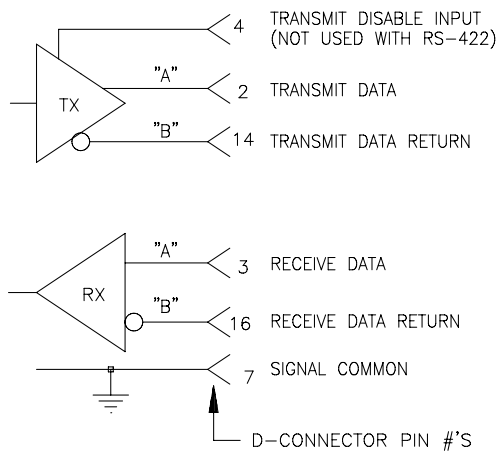 4 TRANSMIT DISABLE INPUT
(NOT USED WITH RS-422)
"A"
TX
2 TRANSMIT DATA
"B"
14 TRANSMIT DATA RETURN
"A"
3 RECEIVE DATA
RX
"B"
16 RECEIVE DATA RETURN
7 SIGNAL COMMON
D-CONNECTOR PIN #'S